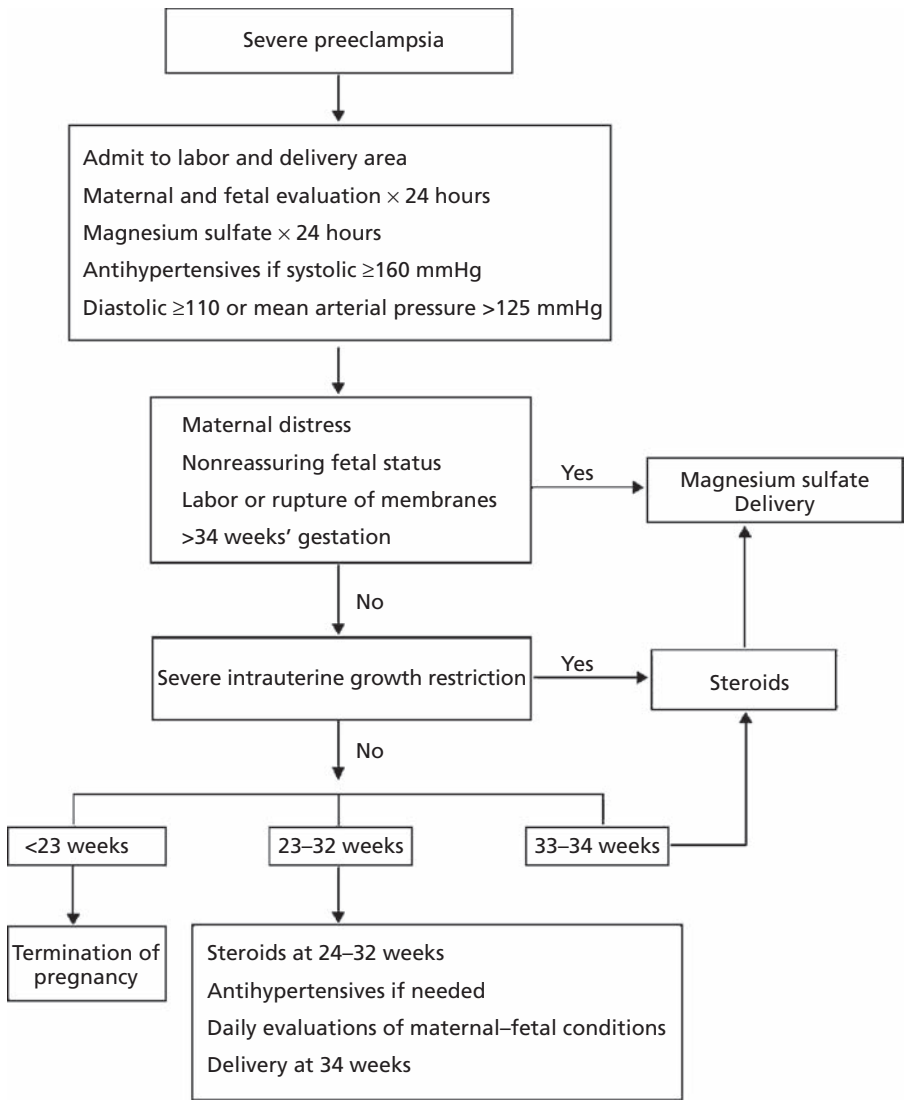 Severe preeclampsia
Admit to labor and delivery area
Maternal and fetal evaluation × 24 hours
Magnesium sulfate × 24 hours
Antihypertensives if systolic ≥160 mmHg
Diastolic ≥110 or mean arterial pressure >125 mmHg
Maternal distress
Nonreassuring fetal status
Labor or rupture of membranes
>34 weeks’ gestation
Yes
Magnesium sulfate
Delivery
No
Severe intrauterine growth restriction
Yes
Steroids
No
<23 weeks
23–32 weeks
33–34 weeks
Termination of
pregnancy
Steroids at 24–32 weeks
Antihypertensives if needed
Daily evaluations of maternal–fetal conditions
Delivery at 34 weeks